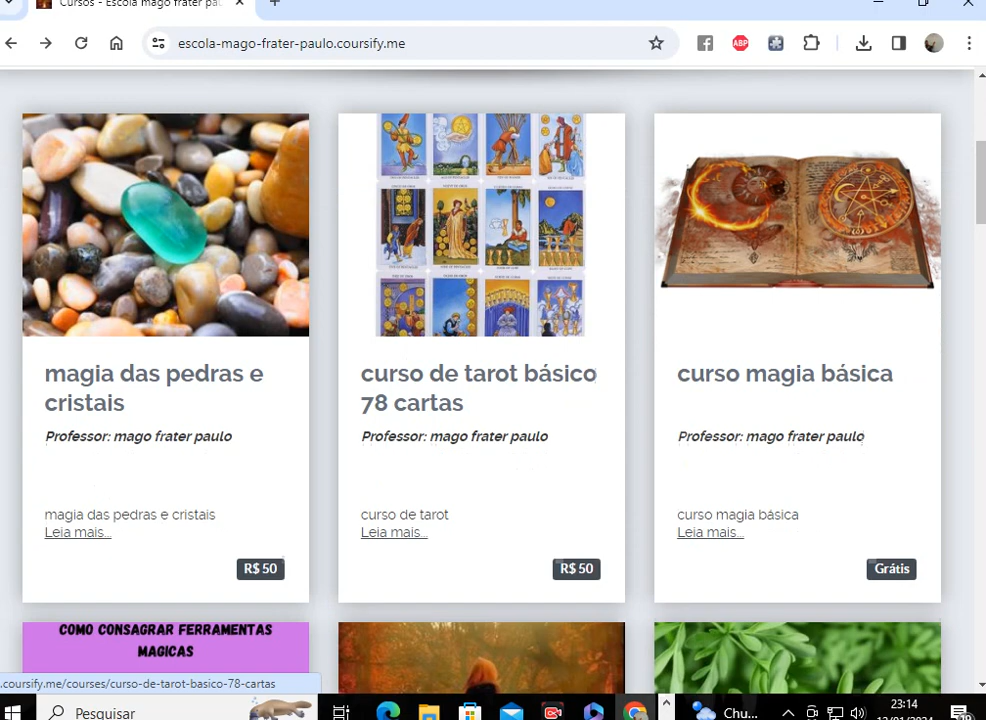 Cursos - Escola mago frater pau
escola-mago-frater-paulo.coursify.me
ABP
magia das pedras e
cristais
Professor: mago frater paulo
magia das pedras e cristais
Leia mais...
R$ 50
curso de tarot básico
78 cartas
Professor: mago frater paulo
curso de tarot
Leia mais...
R$ 50
curso magia básica
Professor: mago frater paulo
curso magia básica
Leia mais...
Grátis
COMO CONSAGRAR FERRAMENTAS
MAGICAS
.coursify.me/courses/curso-de-tarot-basico-78-cartas
Pesquisar
Chu...
23:14